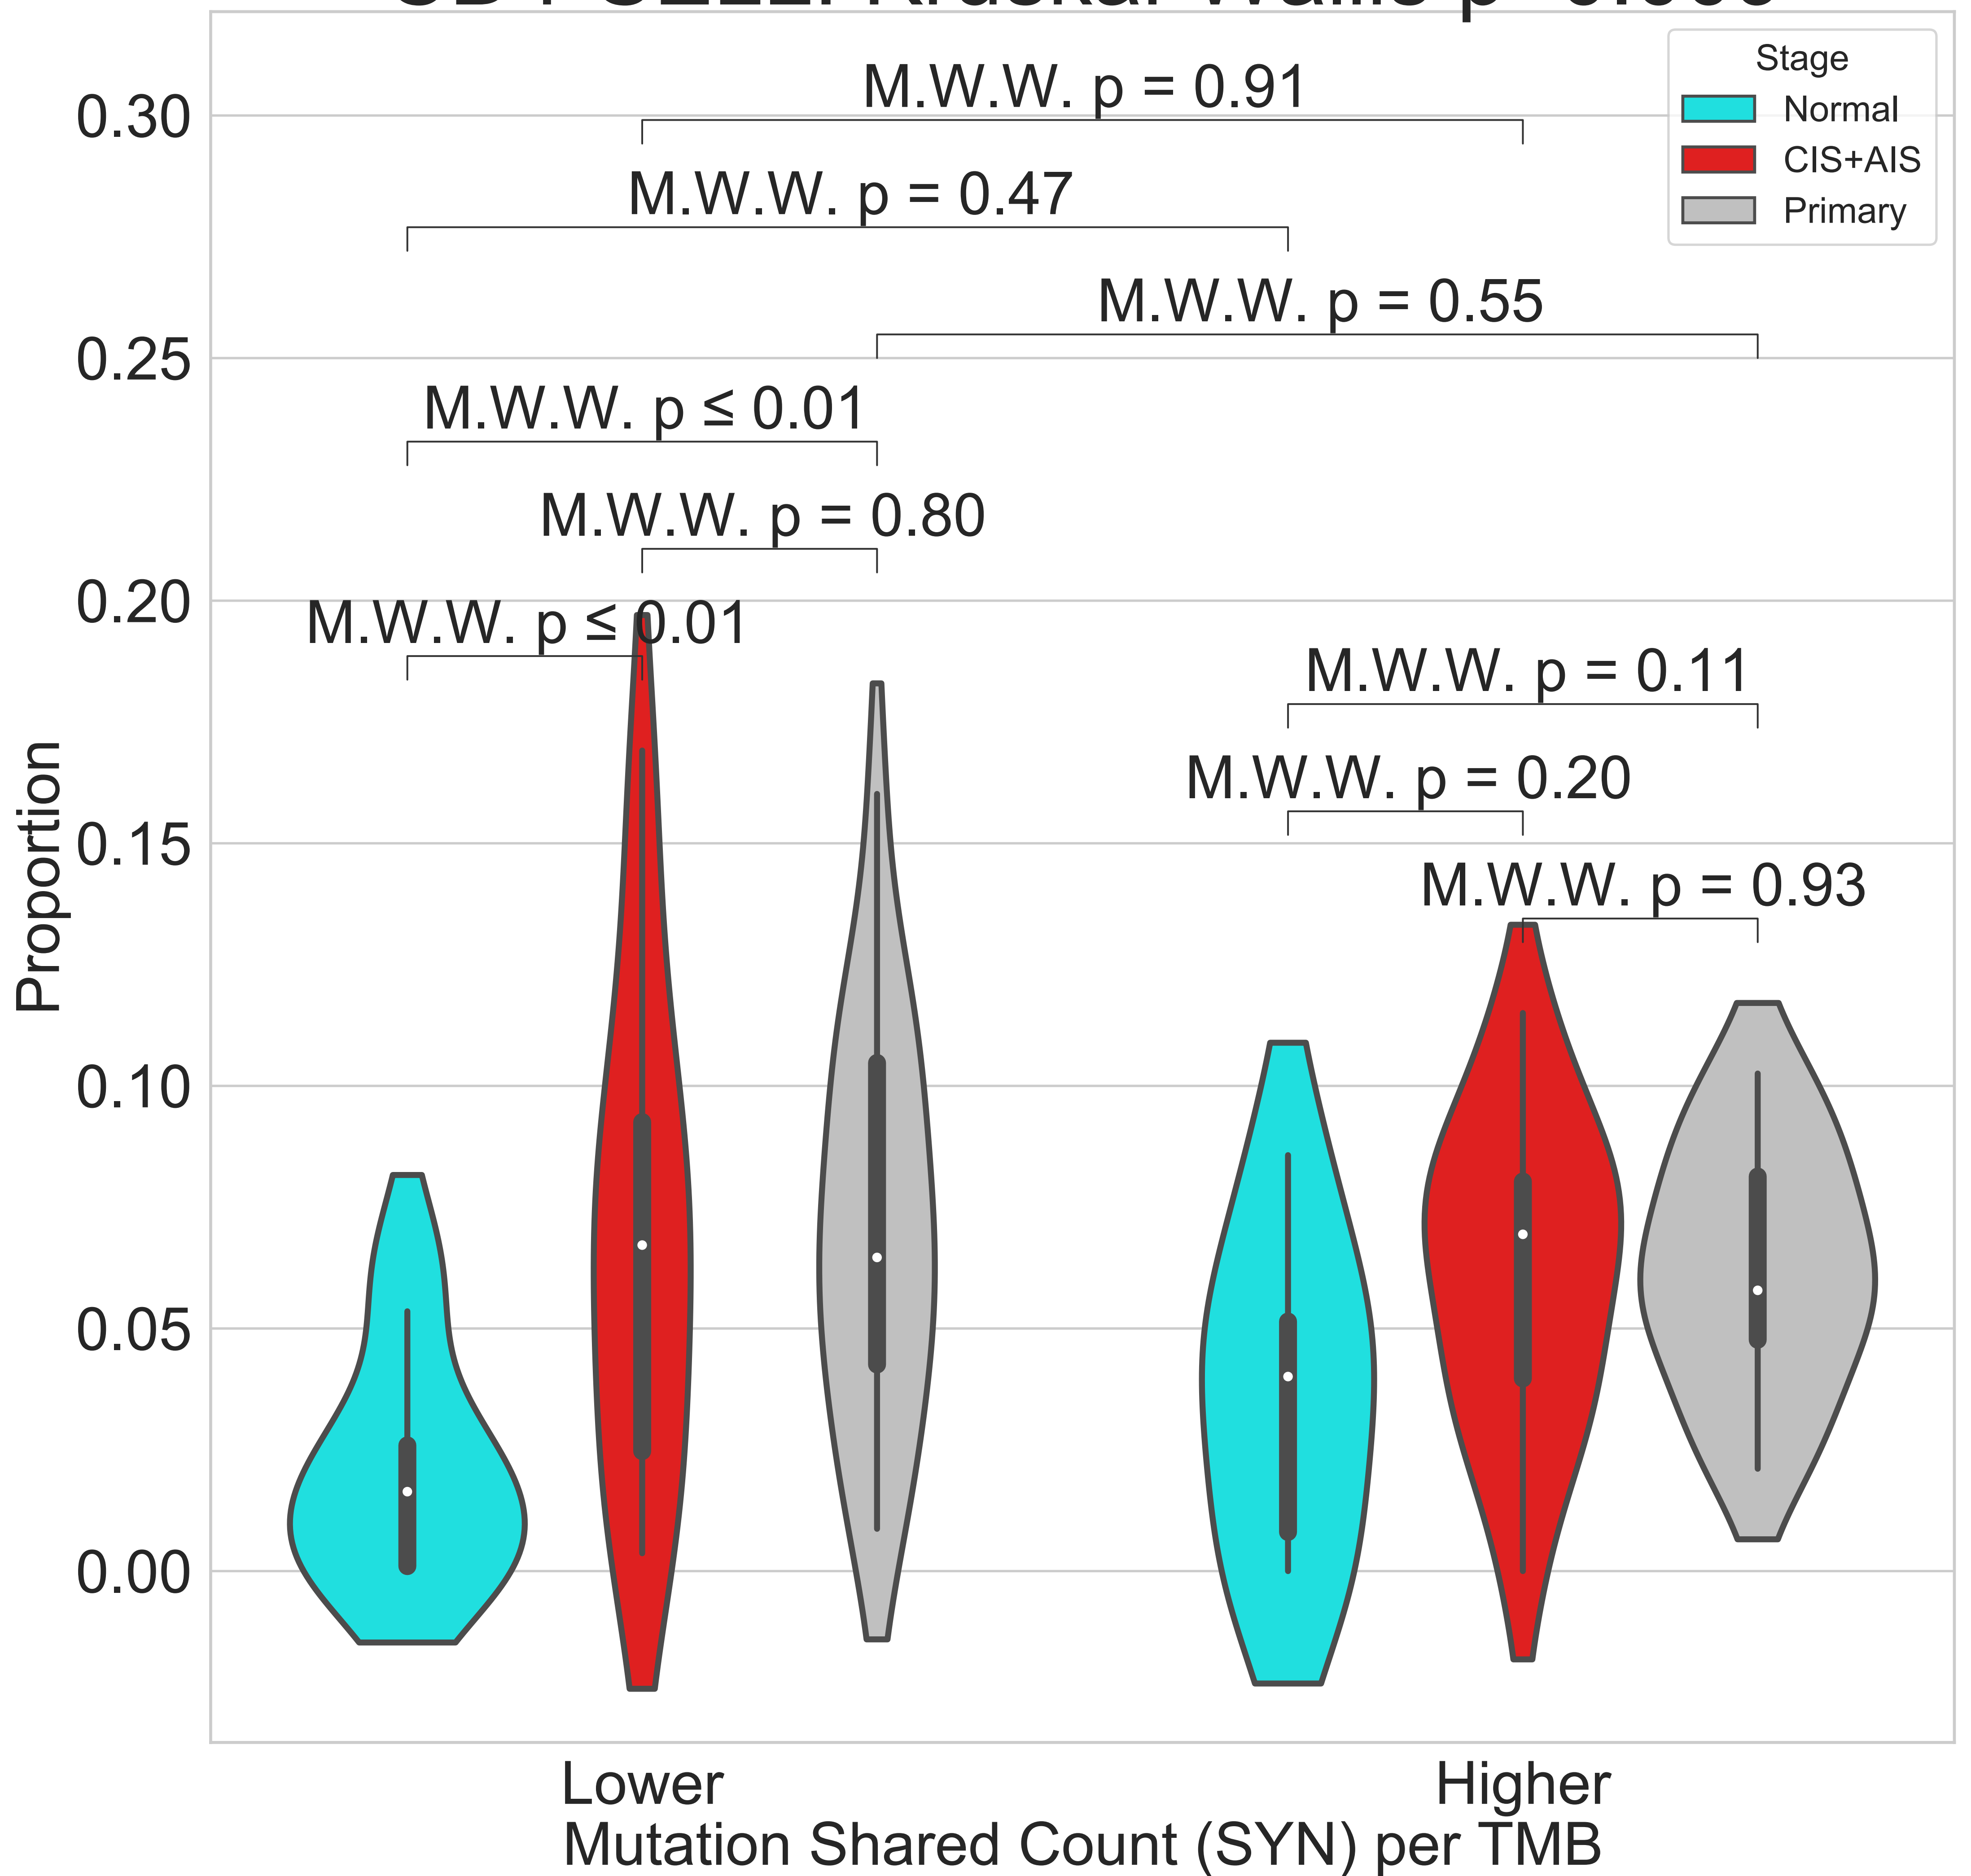 M.W.W. p = 0.91
M.W.W. p = 0.47
M.W.W. p = 0.55
M.W.W. p ≤ 0.01
M.W.W. p = 0.80
M.W.W. p ≤ 0.01
M.W.W. p = 0.11
M.W.W. p = 0.20
M.W.W. p = 0.93
Stage
Normal
CIS+AIS
Primary
0.30
0.25
0.20
0.15
0.10
0.05
0.00
Proportion
Lower
Higher
Mutation Shared Count (SYN) per TMB